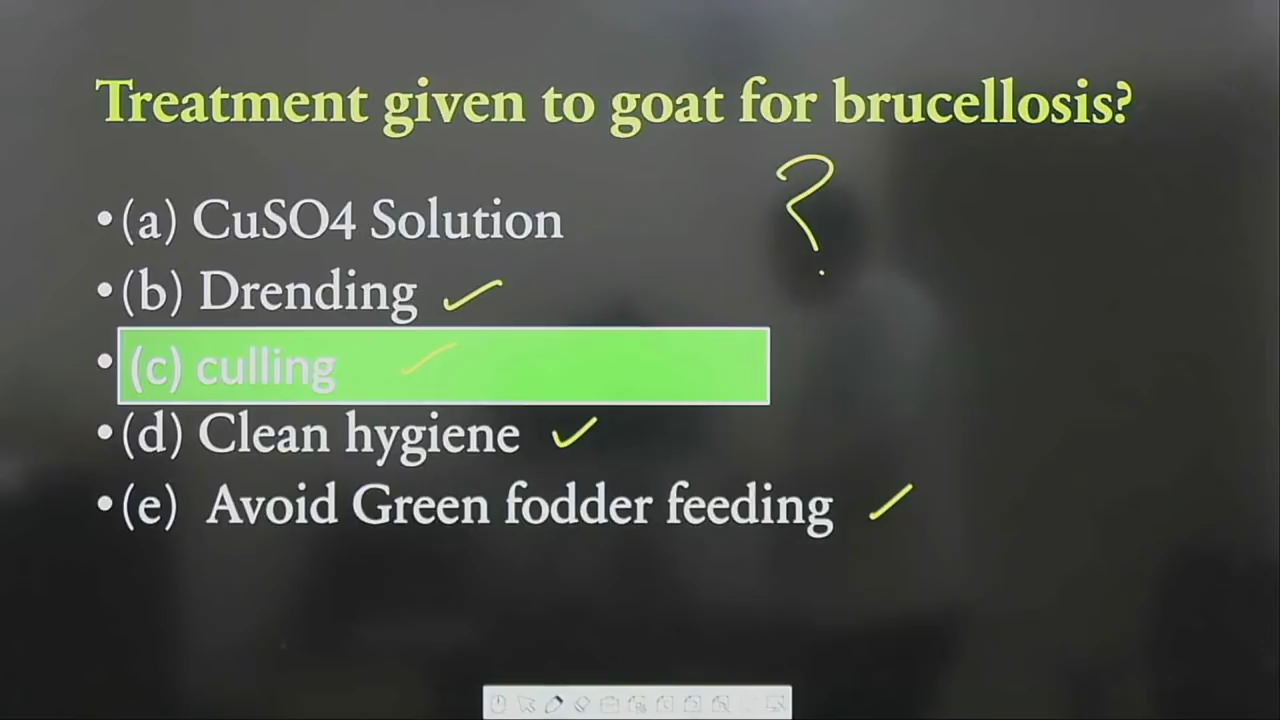 Treatment given to goat for brucellosis?
?
•(a) CuSO4 Solution
•(b) Drending
•(c) culling
•(d) Clean hygiene
•(e) Avoid Green fodder feeding